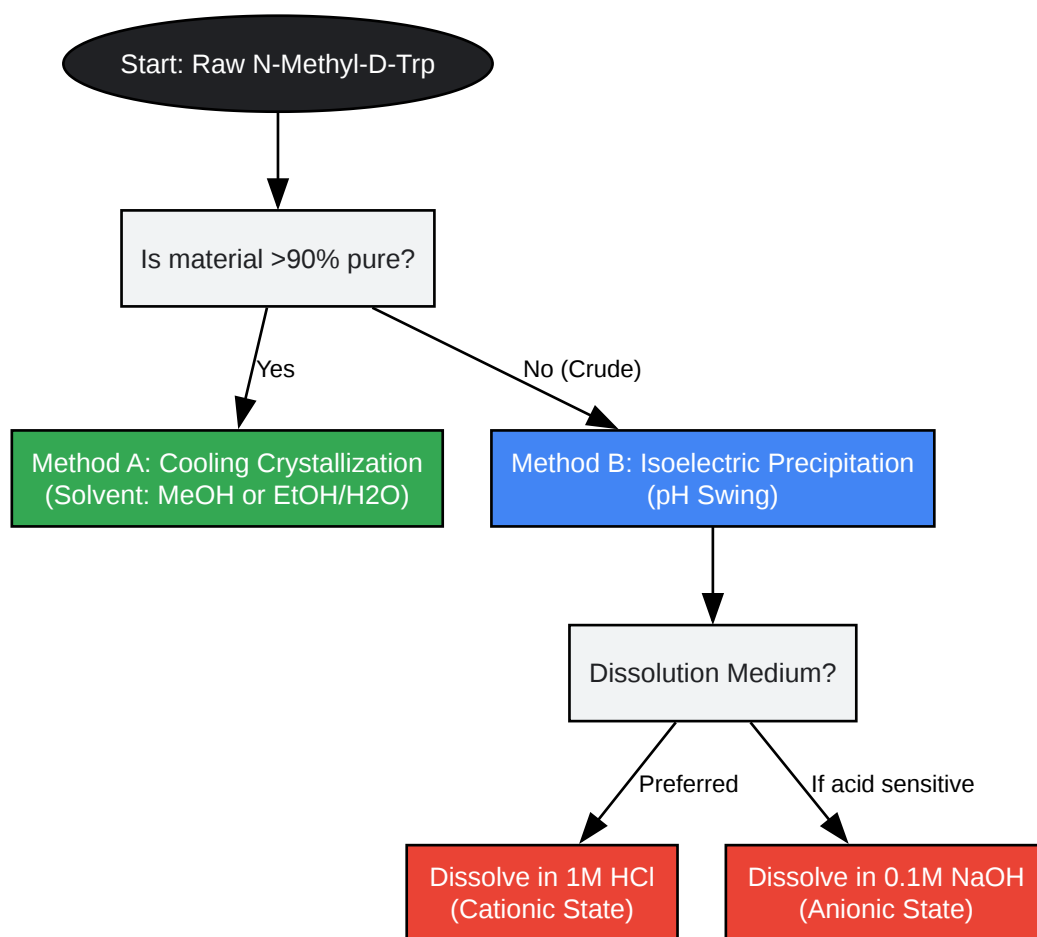 Start: Raw N-Methyl-D-Trp
Is material >90% pure?
Yes
No (Crude)
Method A: Cooling Crystallization
(Solvent: MeOH or EtOH/H2O)
Method B: Isoelectric Precipitation
(pH Swing)
Dissolution Medium?
Preferred
If acid sensitive
Dissolve in 1M HCl
(Cationic State)
Dissolve in 0.1M NaOH
(Anionic State)